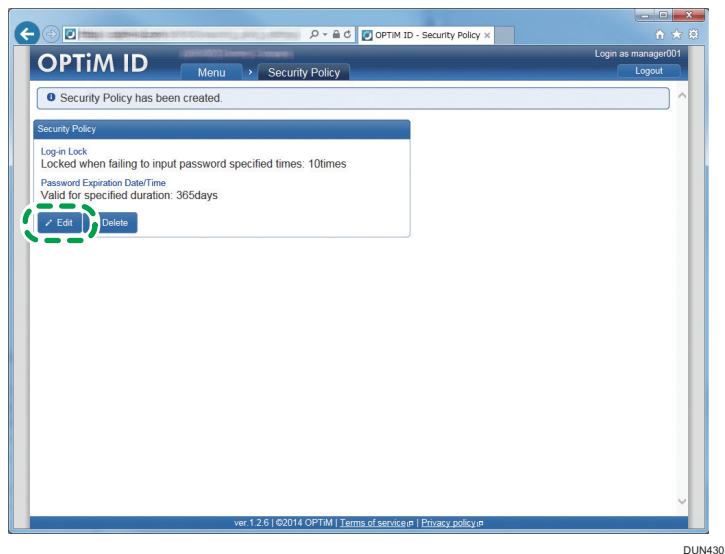 OPTiM ID - Security Policy ×
OPTiM ID
Login as manager001
Menu
Security Policy
Logout
Security Policy has been created.
Security Policy
Log-in Lock
Locked when failing to input password specified times: 10times
Password Expiration Date/Time
Valid for specified duration: 365days
Edit
Delete
ver.1.2.6 | ©2014 OPTiM | Terms of service | Privacy policy
DUN430